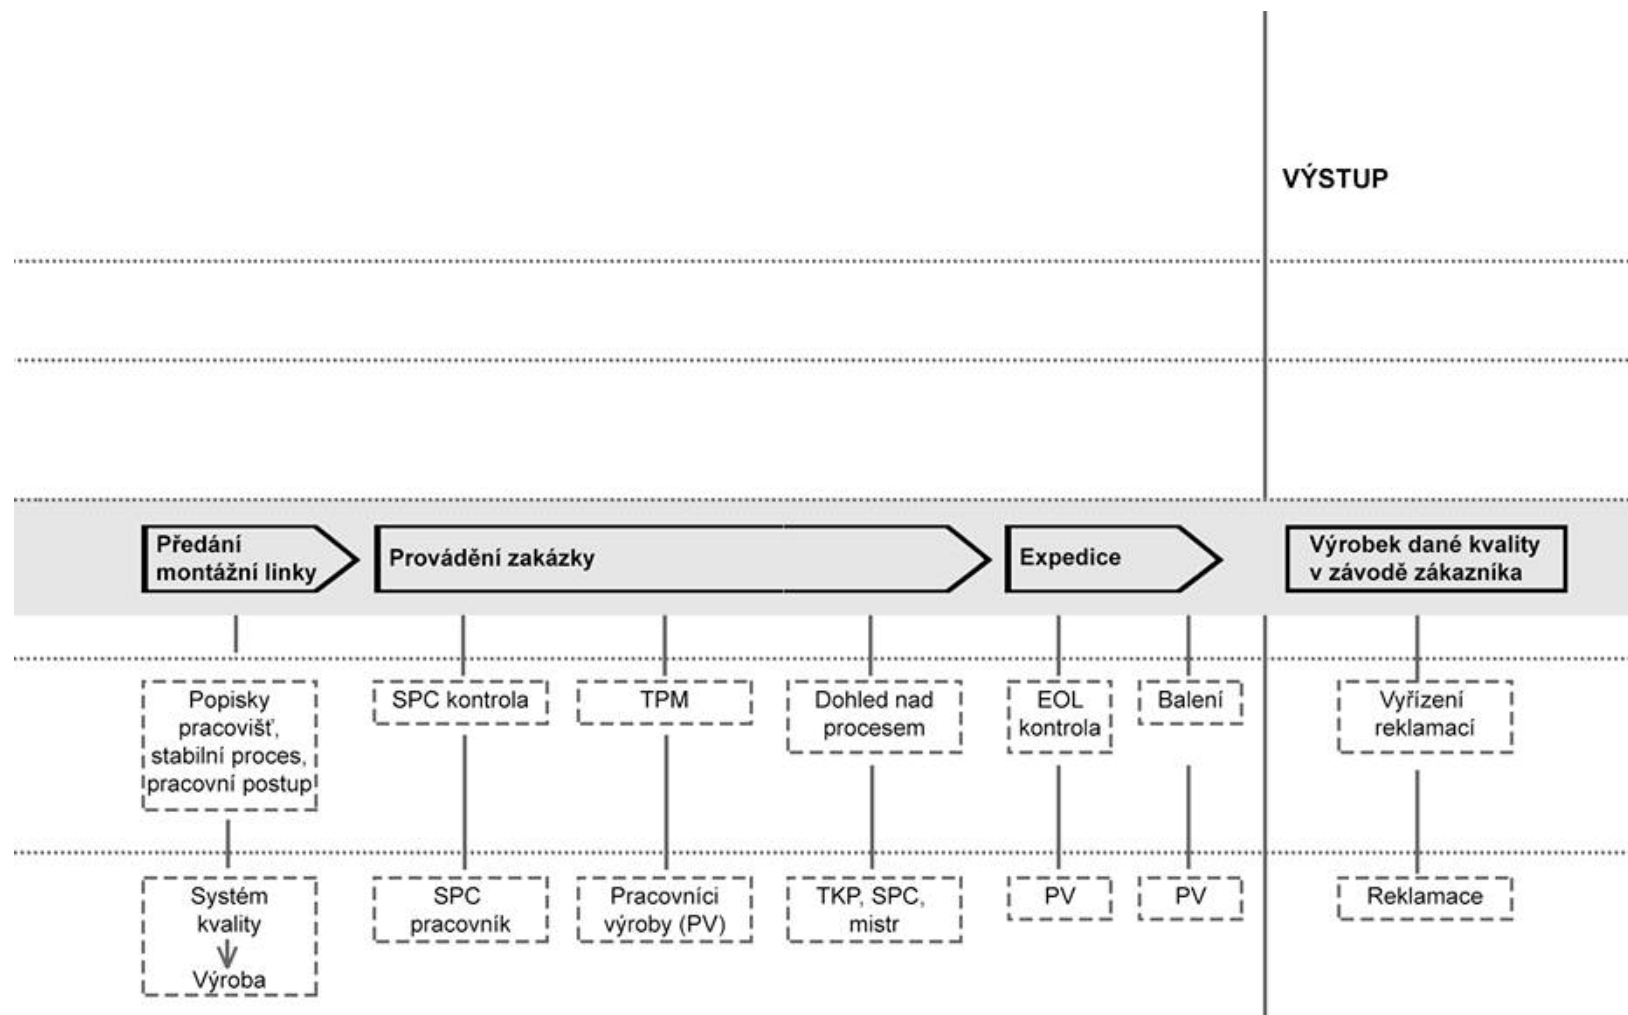 VÝSTUP
Předání
montážní linky
Provádění zakázky
Expedice
Výrobek dané kvality
v závodě zákazníka
Popisky
pracovišť,
stabilní proces,
pracovní postup
SPC kontrola
TPM
Dohled nad
procesem
EOL
kontrola
Balení
Vyřízení
reklamací
Systém
kvality
Výroba
SPC
pracovník
Pracovníci
výroby (PV)
TKP, SPC,
mistr
PV
PV
Reklamace